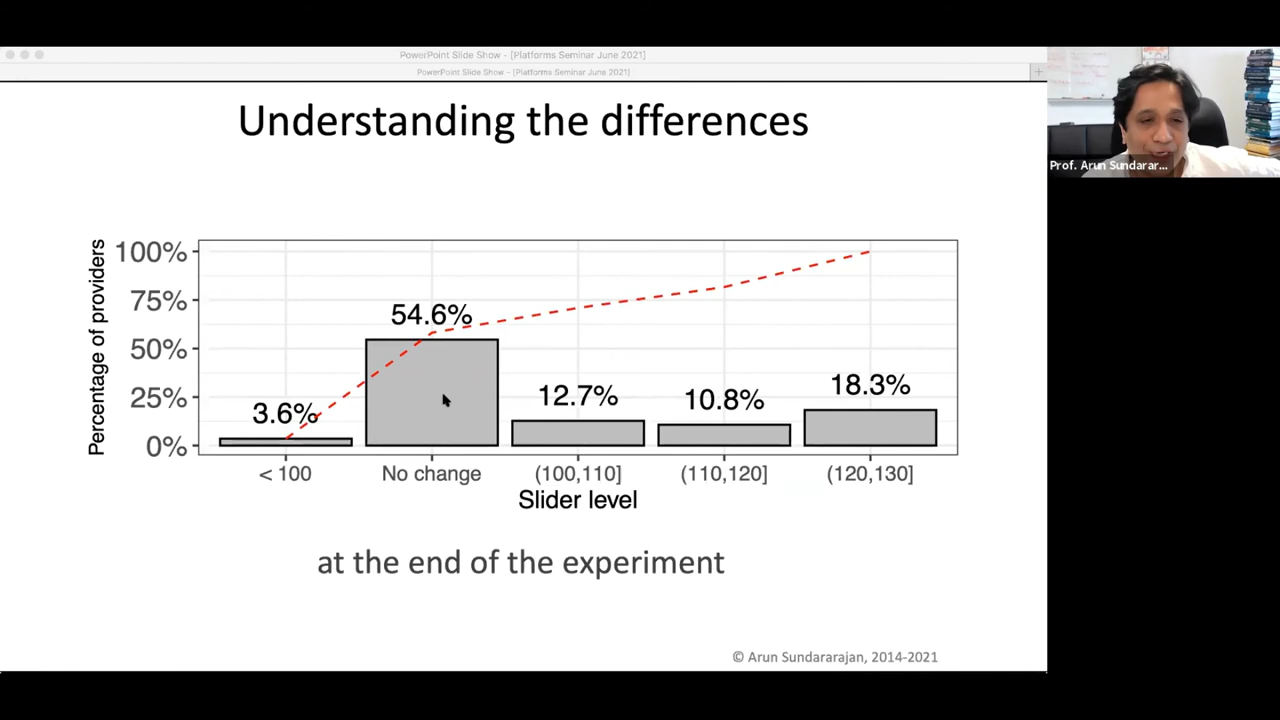 PowerPoint Slide Show - [Platforms Seminar June 2021]
PowerPoint Slide Show - [Platforms Seminar June 2021]
Understanding the differences
Prof. Arun Sundarar...
Percentage of providers
100%
75%
50%
25%
0%
3.6%
54.6%
12.7%
10.8%
18.3%
< 100
No change
(100,110]
(110,120]
(120,130]
Slider level
at the end of the experiment
© Arun Sundararajan, 2014-2021